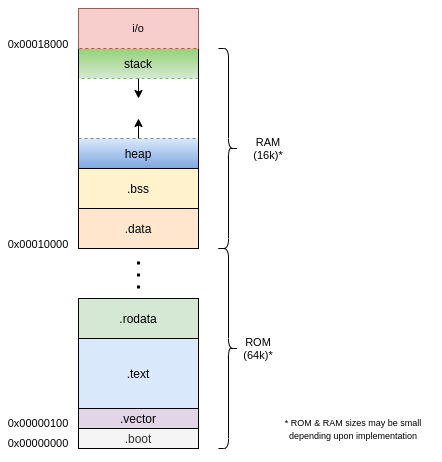 i/o
0x00018000
stack
RAM
(16k)*
heap
.bss
.data
0x00010000
.rodata
ROM
(64k)*
.text
0x00000100
.vector
0x00000000
.boot
* ROM & RAM sizes may be small
depending upon implementation